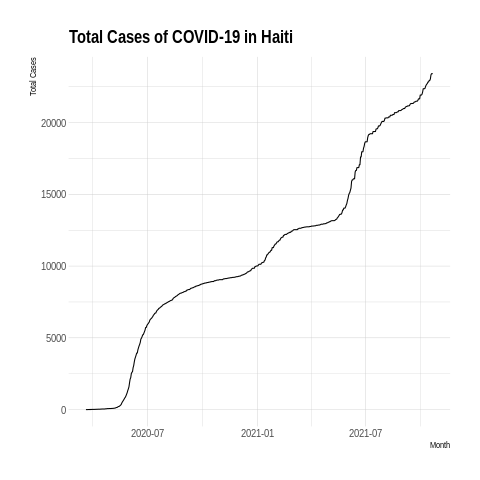 Total Cases of COVID-19 in Haiti
Total Cases
20000
15000
10000
5000
0
2020-07 2021-01 2021-07
Month